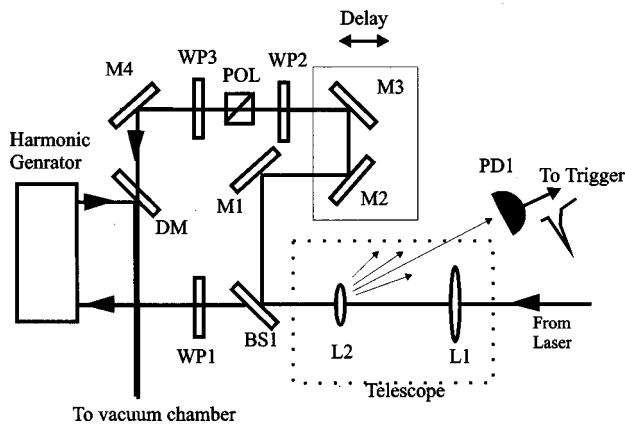 Delay
M4
WP3
POL
WP2
M3
Harmonic
Genrator
M1
M2
PD1
To Trigger
DM
WP1
BS1
L2
L1
From
Laser
Telescope
To vacuum chamber